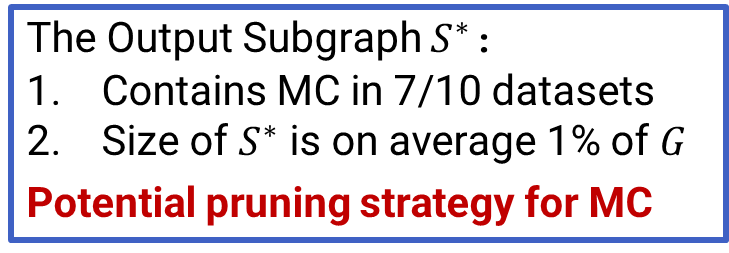 The Output Subgraph S* :
1. Contains MC in 7/10 datasets
2. Size of S* is on average 1% of G
Potential pruning strategy for MC